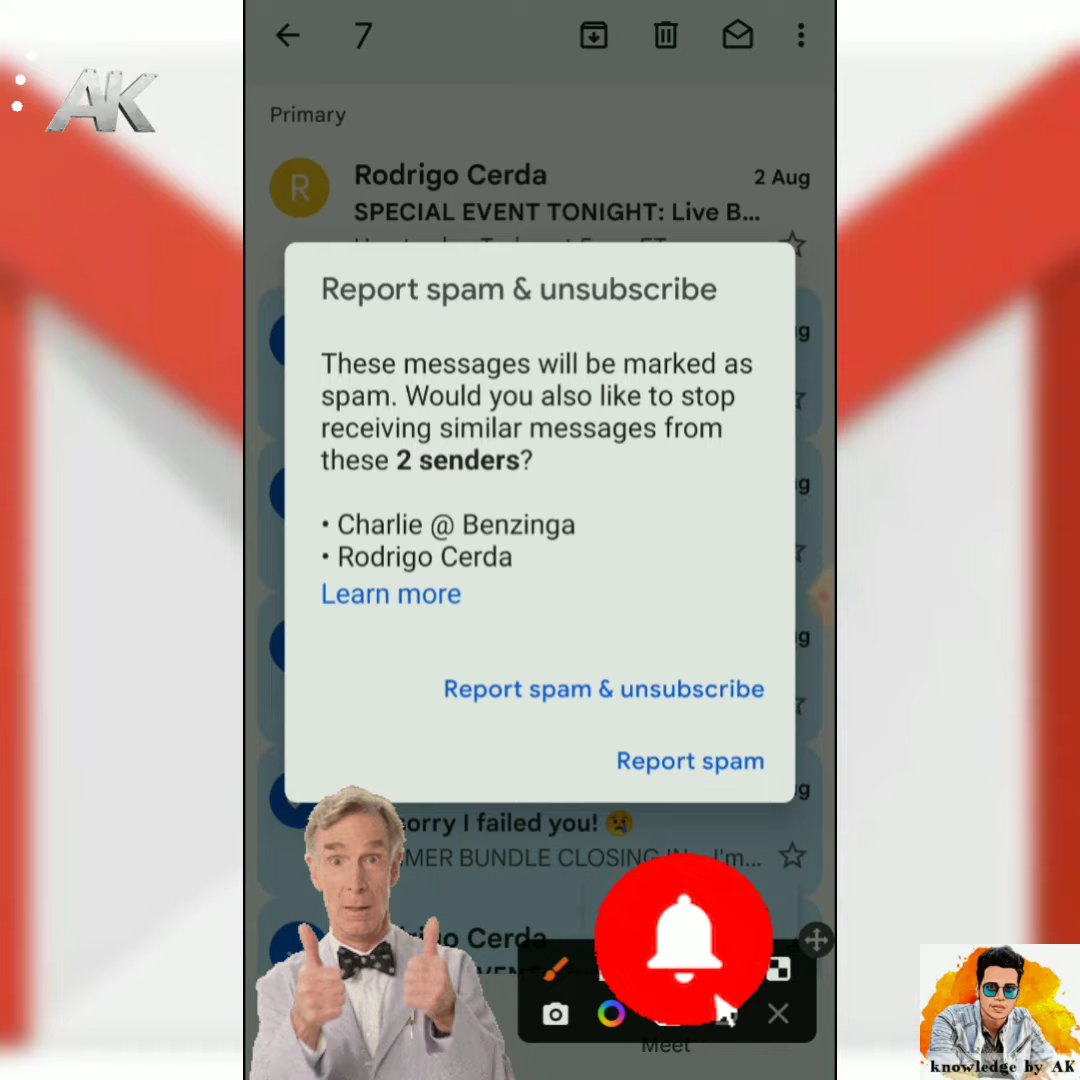 7
AK
Primary
R
Rodrigo Cerda
2 Aug
SPECIAL EVENT TONIGHT: Live B...
Report spam & unsubscribe
These messages will be marked as
spam. Would you also like to stop
receiving similar messages from
these 2 senders?
• Charlie @ Benzinga
• Rodrigo Cerda
Learn more
Report spam & unsubscribe
Report spam
orry I failed you! 😢
MER BUNDLE CLOSING IN... I'm...
o Cerda
Meet
knowledge by AK